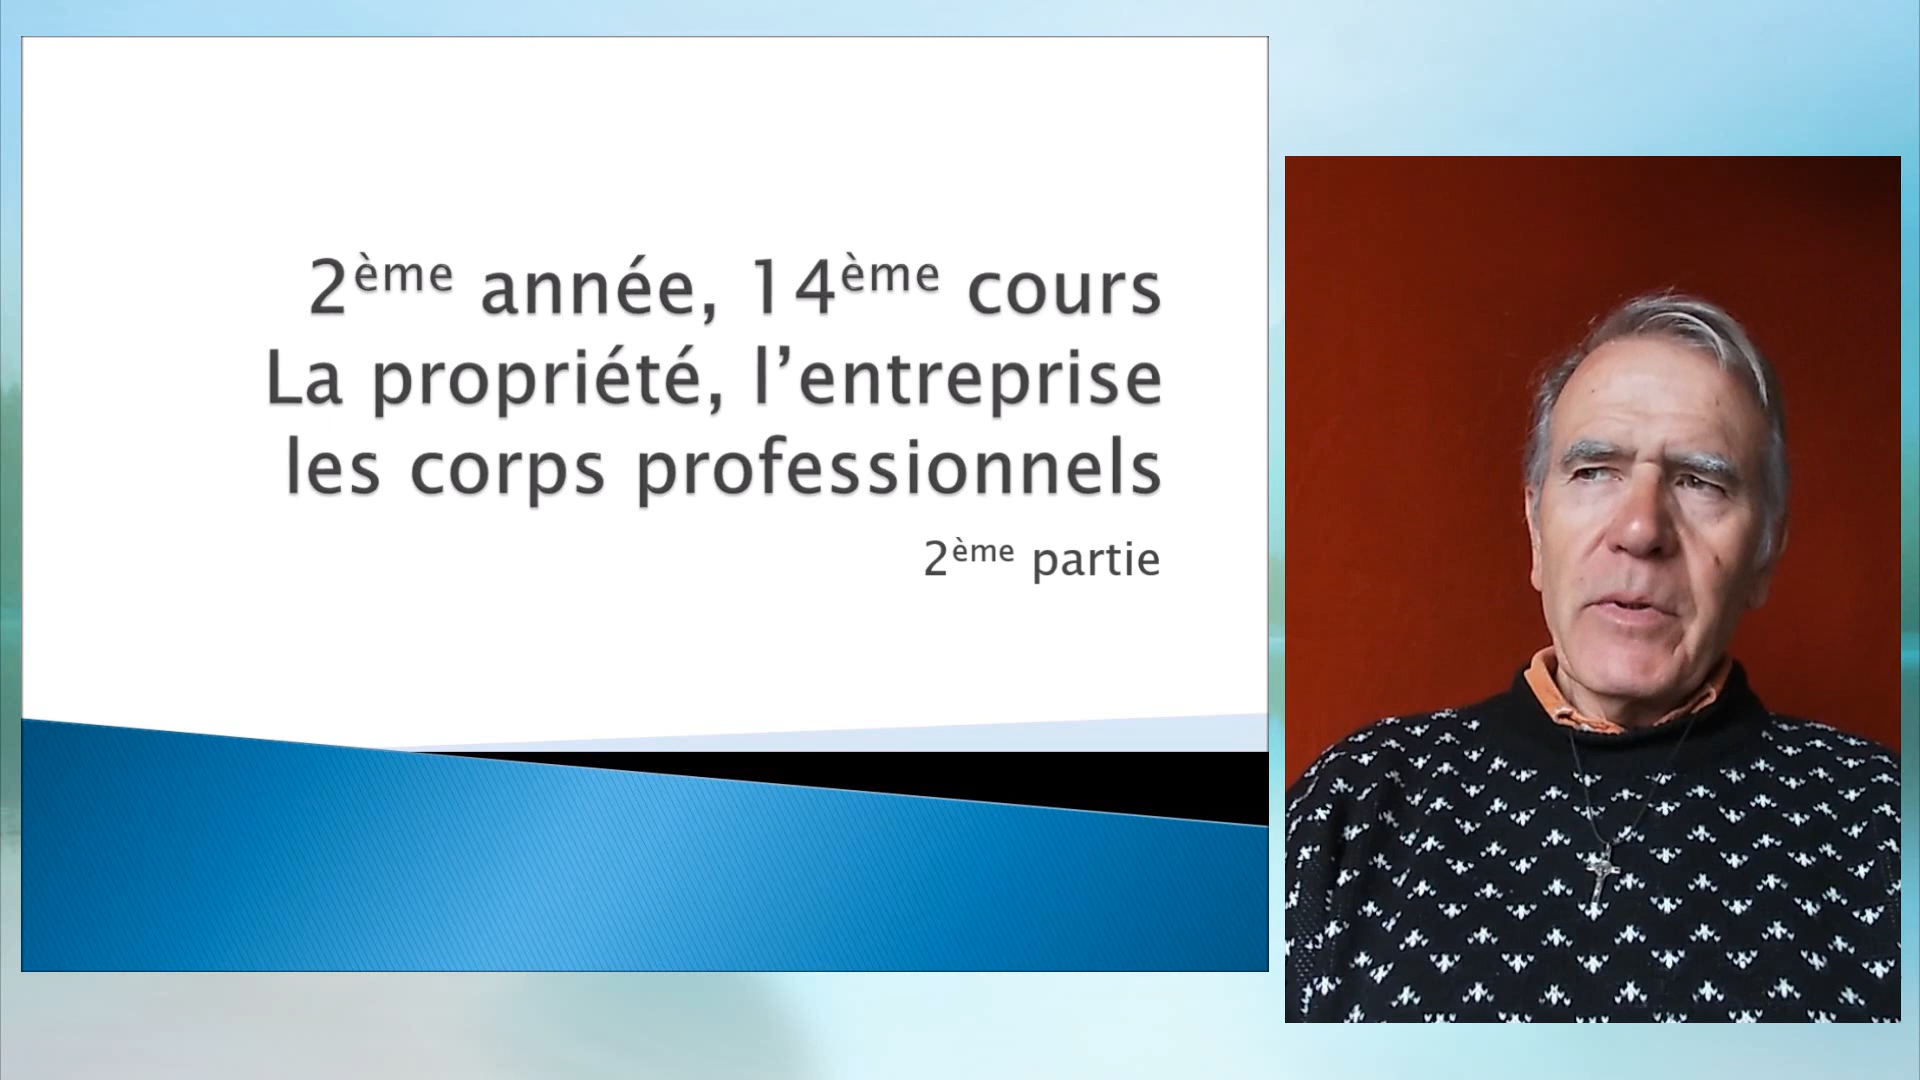 2ème année, 14ème cours
La propriété, l’entreprise
les corps professionnels
2ème partie